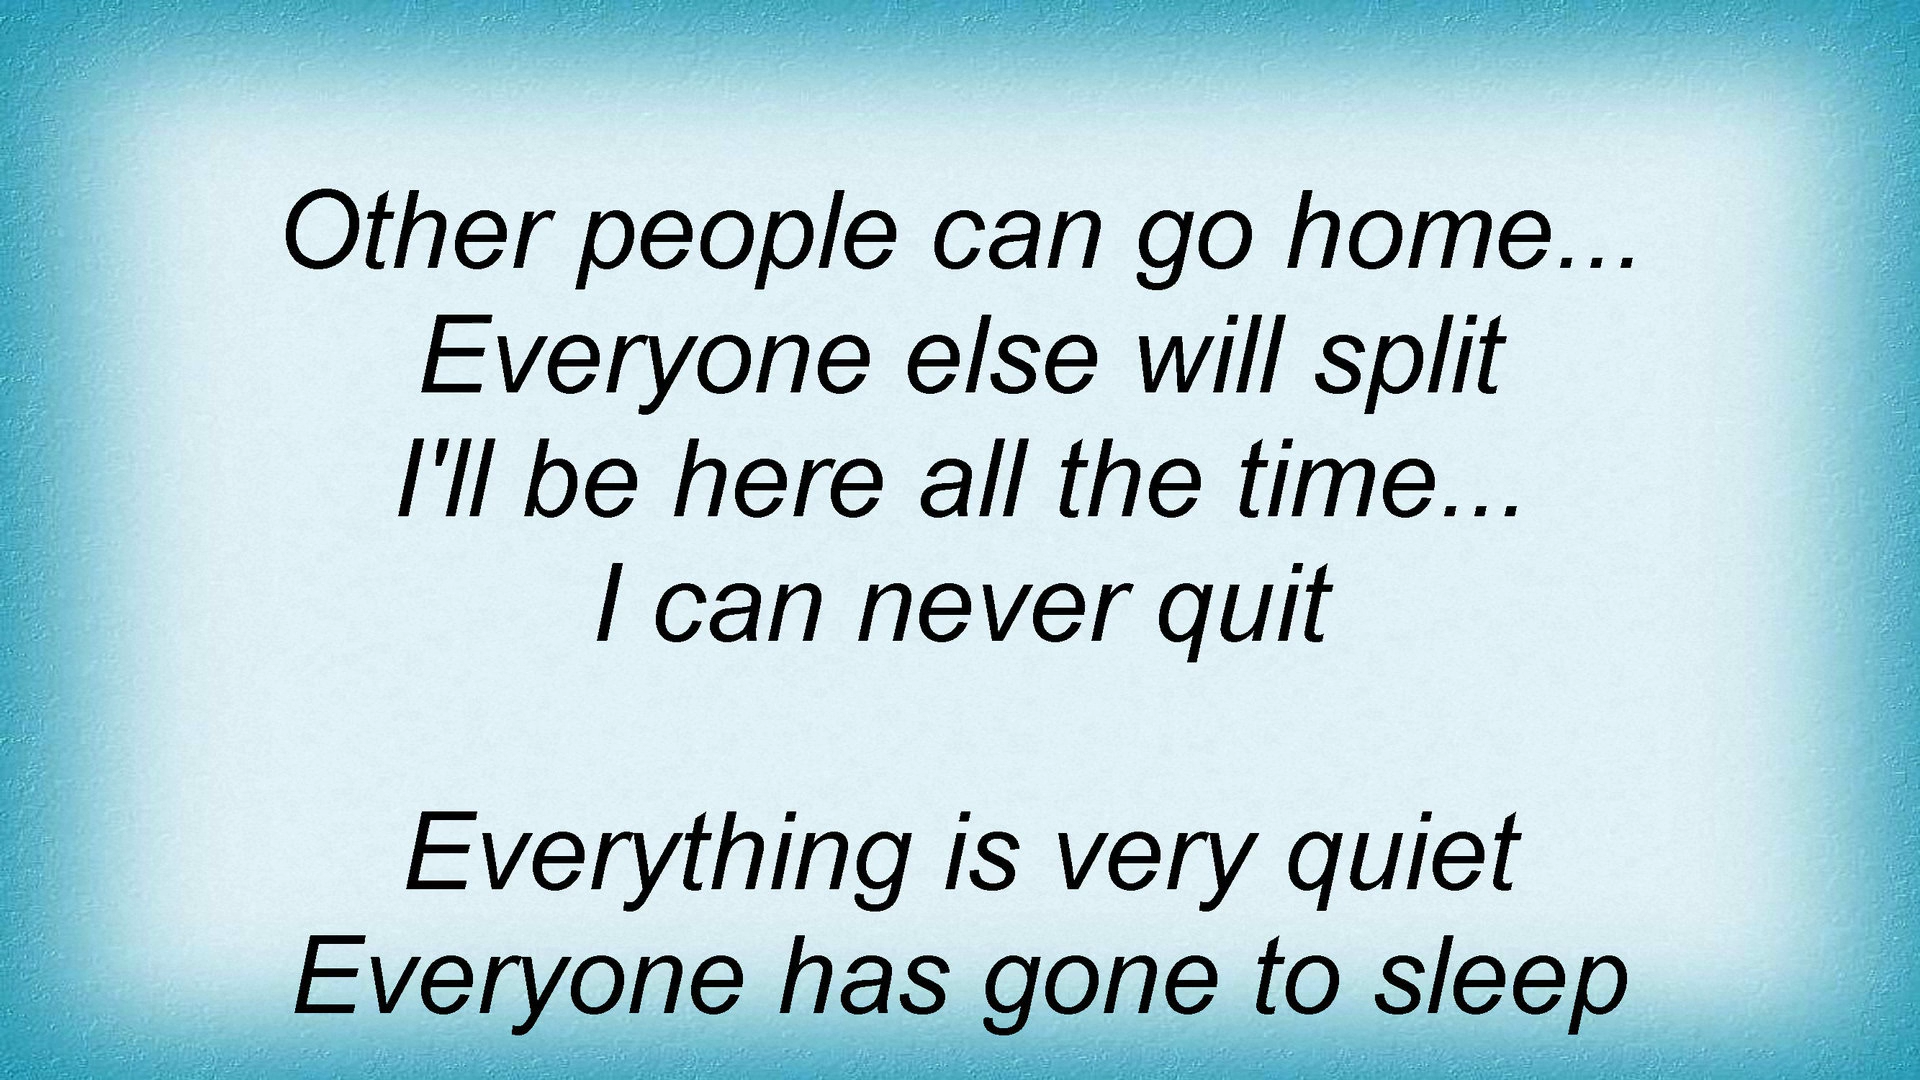 Other people can go home...
Everyone else will split
I'll be here all the time...
I can never quit
Everything is very quiet
Everyone has gone to sleep